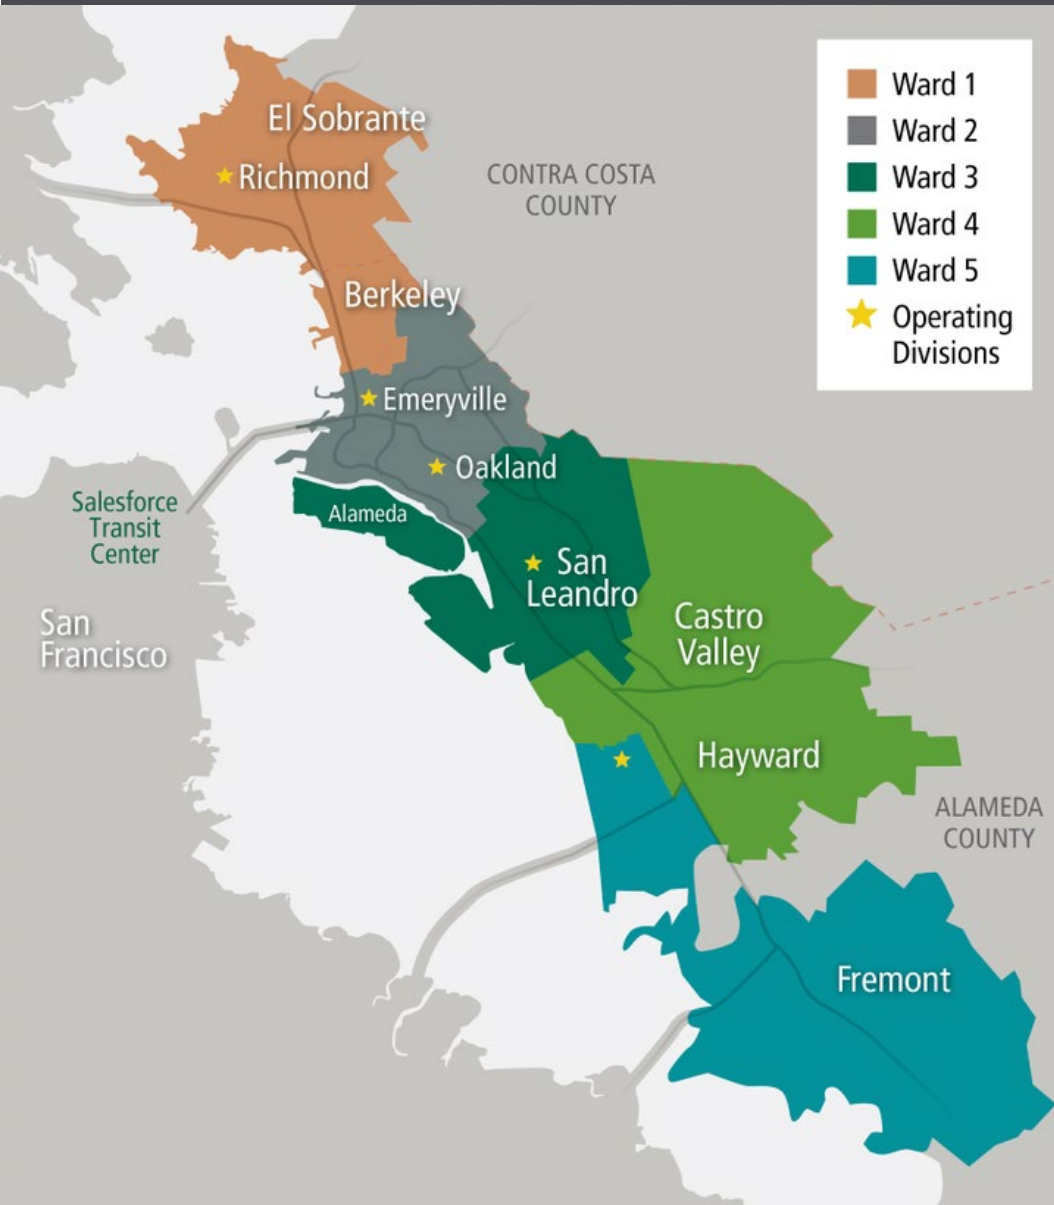 El Sobrante
Richmond
CONTRA COSTA
COUNTY
Berkeley
Emeryville
Oakland
Alameda
Salesforce
Transit
Center
San
Leandro
San
Francisco
Castro
Valley
Hayward
ALAMEDA
COUNTY
Fremont
Ward 1
Ward 2
Ward 3
Ward 4
Ward 5
Operating
Divisions